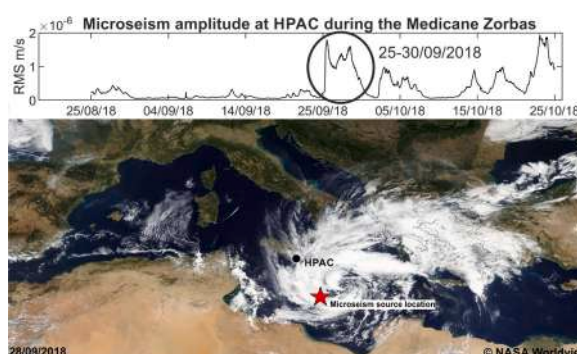 Microseism amplitude at HPAC during the Medicane Zorbas
×10⁻⁶
RMS m/s
2
1
0
25-30/09/2018
25/08/18 04/09/18 14/09/18 25/09/18 05/10/18 15/10/18 25/10/18
HPAC
Microseism source location
28/09/2018
© NASA Worldvie